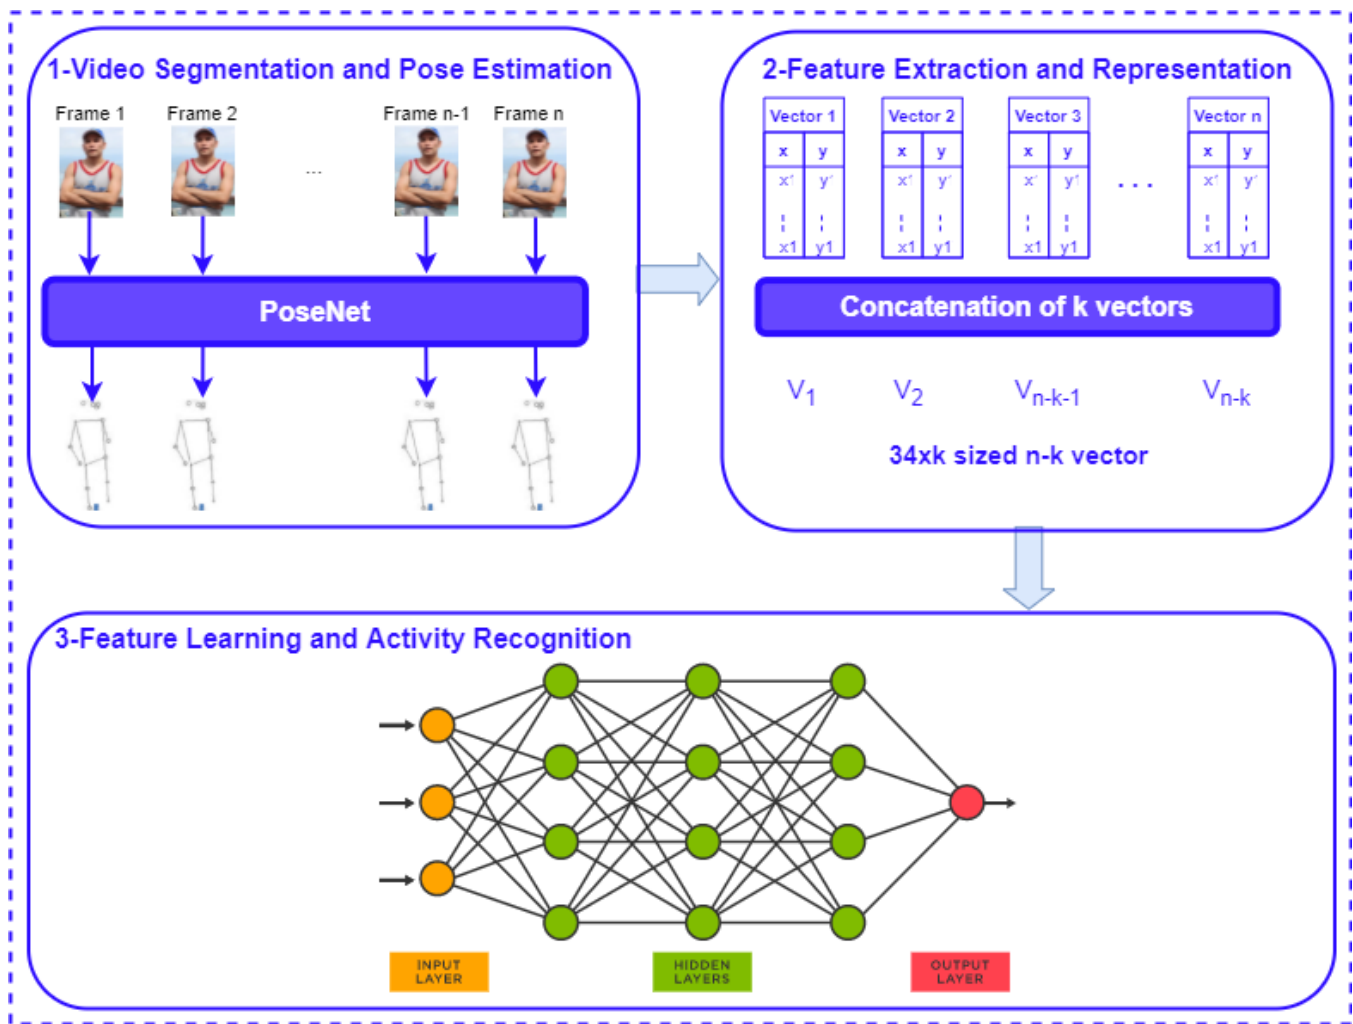 1-Video Segmentation and Pose Estimation
Frame 1 Frame 2 Frame n-1 Frame n
...
PoseNet
2-Feature Extraction and Representation
Vector 1 Vector 2 Vector 3 Vector n
x y x y x y x y
x' y' x' y' x' y' x' y'
. . .
x1 y1 x1 y1 x1 y1 x1 y1
Concatenation of k vectors
V1 V2 Vn-k-1 Vn-k
34xk sized n-k vector
3-Feature Learning and Activity Recognition
INPUT LAYER
HIDDEN LAYERS
OUTPUT LAYER